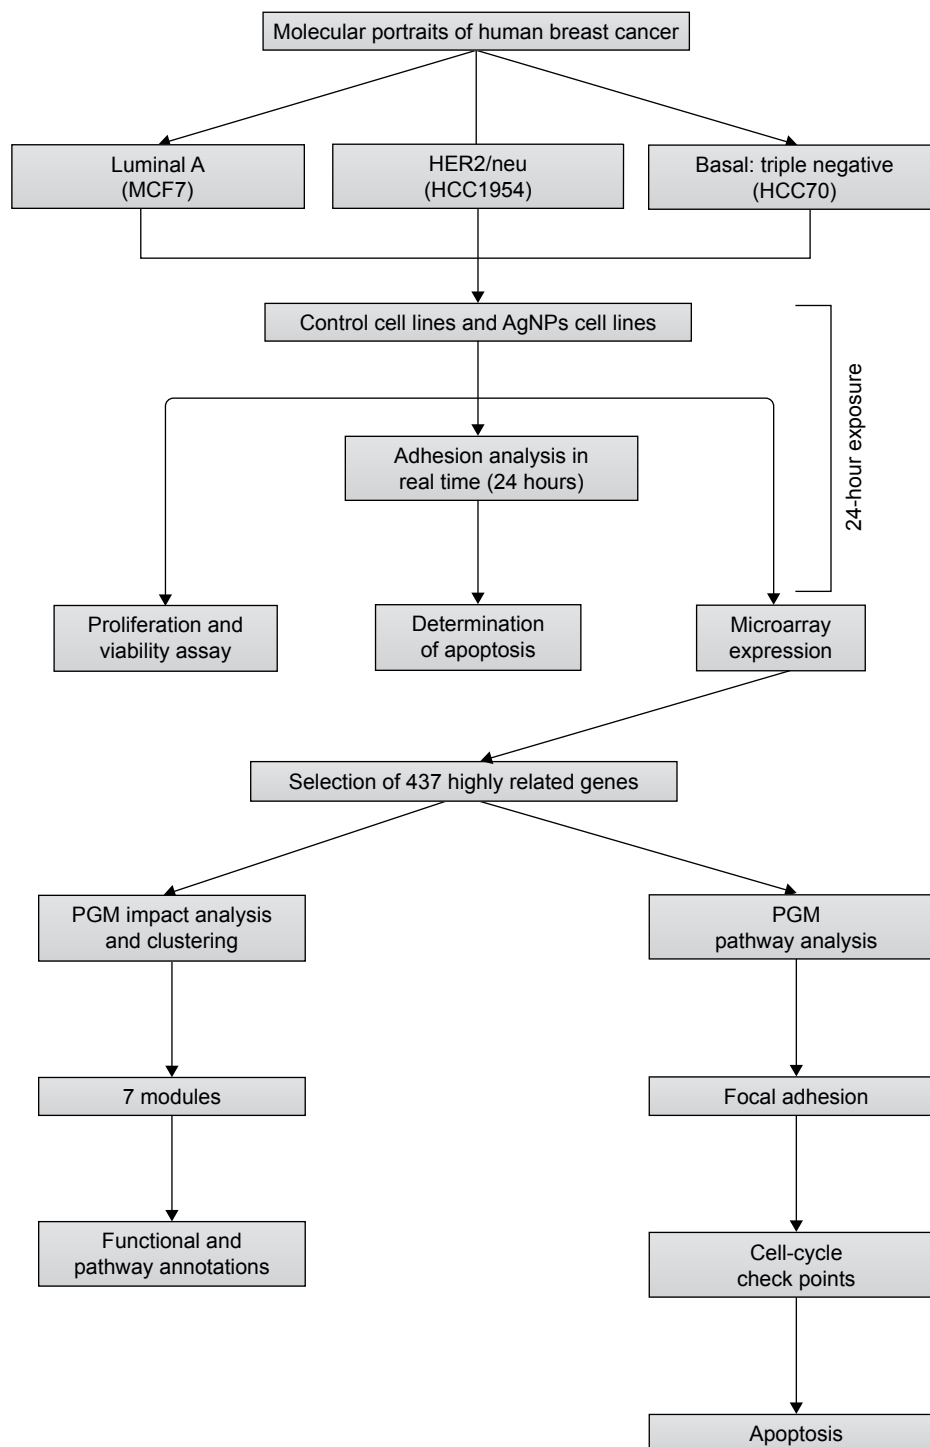 Molecular portraits of human breast cancer
Luminal A
(MCF7)
HER2/neu
(HCC1954)
Basal: triple negative
(HCC70)
Control cell lines and AgNPs cell lines
24-hour exposure
Adhesion analysis in
real time (24 hours)
Proliferation and
viability assay
Determination
of apoptosis
Microarray
expression
Selection of 437 highly related genes
PGM impact analysis
and clustering
PGM
pathway analysis
7 modules
Focal adhesion
Functional and
pathway annotations
Cell-cycle
check points
Apoptosis